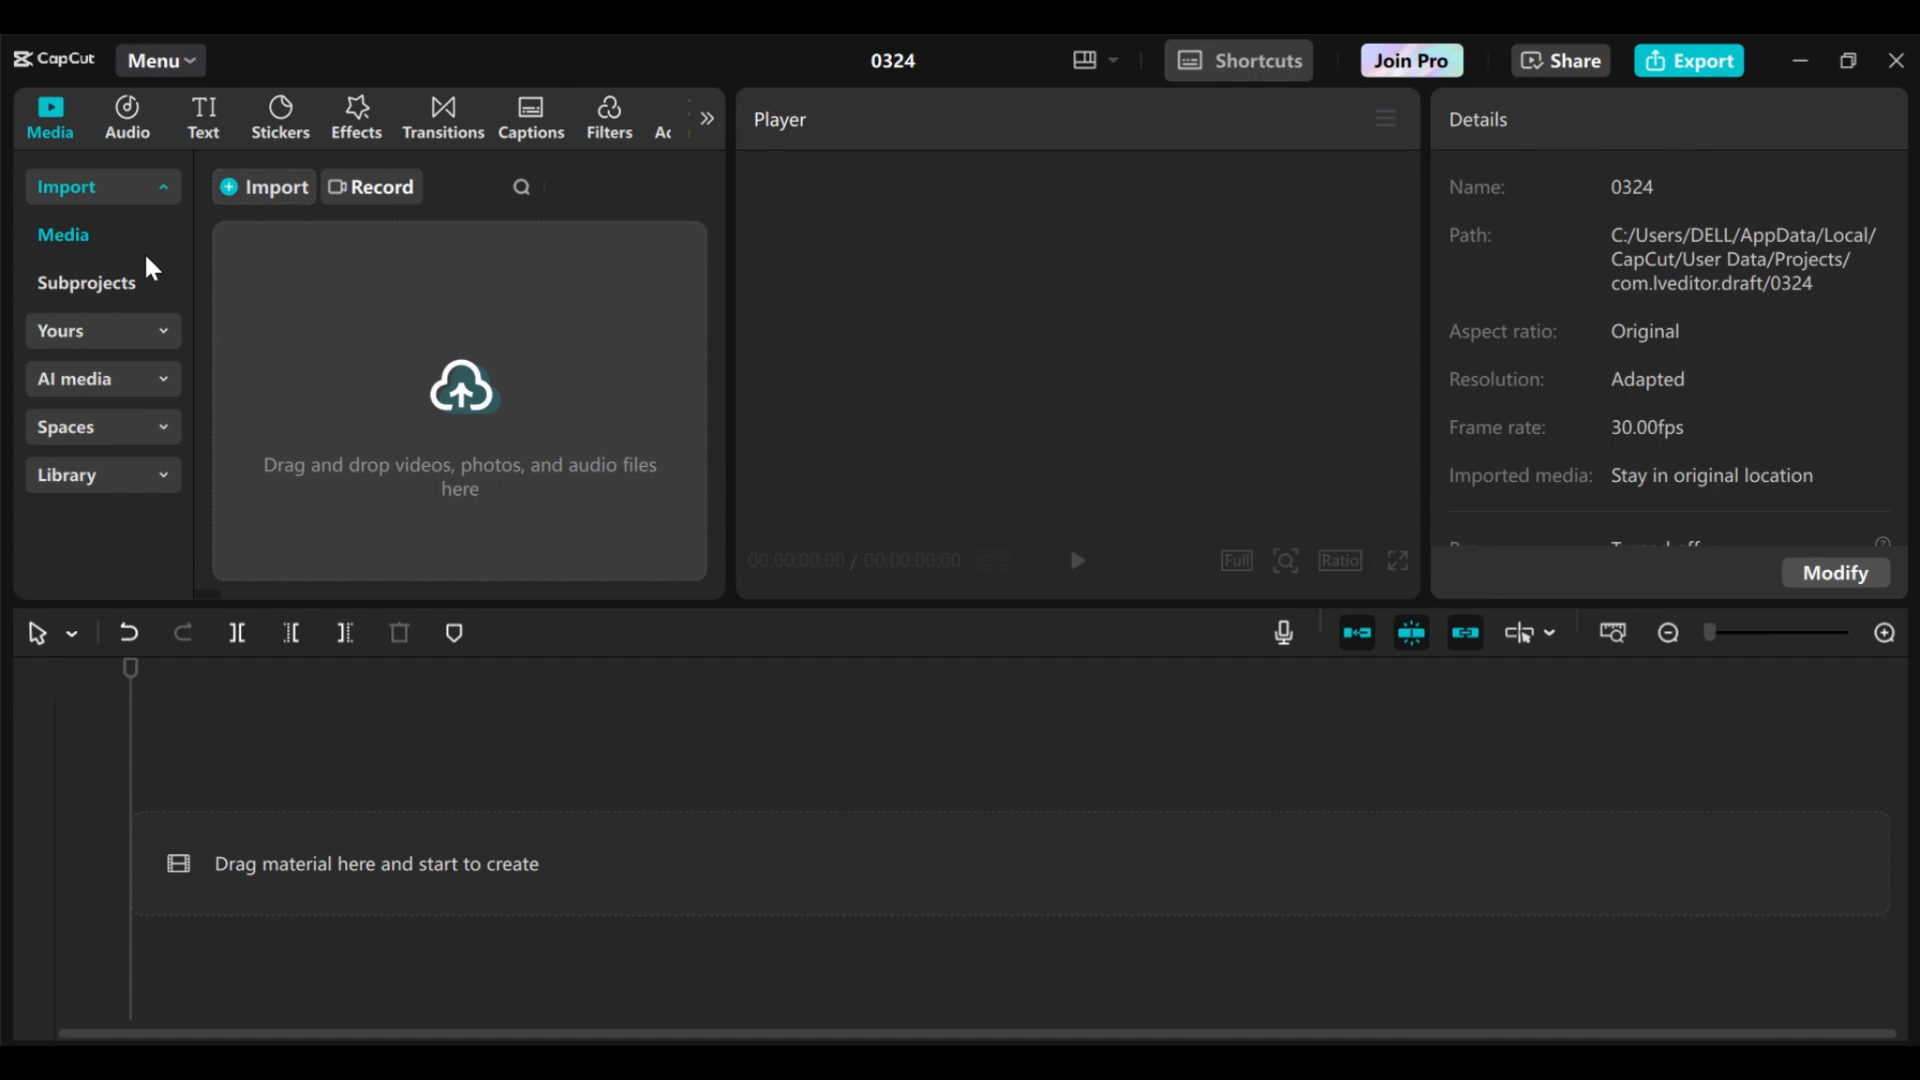 CapCut Menu 0324 Shortcuts Join Pro Share Export
Media Audio Text Stickers Effects Transitions Captions Filters
Import
Media
Subprojects
Yours
AI media
Spaces
Library
Import Record
Drag and drop videos, photos, and audio files
here
Player
00:00:00:00 / 00:00:00:00 Full Ratio
Details
Name: 0324
Path: C:/Users/DELL/AppData/Local/
CapCut/User Data/Projects/
com.lveditor.draft/0324
Aspect ratio: Original
Resolution: Adapted
Frame rate: 30.00fps
Imported media: Stay in original location
Modify
Drag material here and start to create